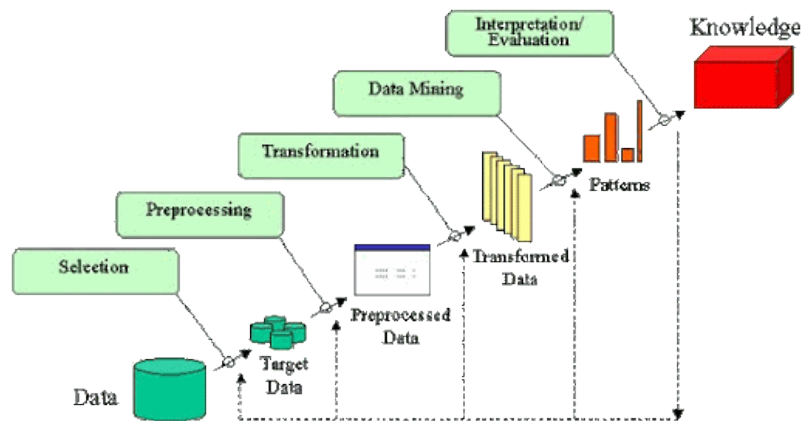 Interpretation/
Evaluation
Knowledge
Data Mining
Transformation
Patterns
Preprocessing
Transformed
Data
Selection
Preprocessed
Data
Target
Data
Data